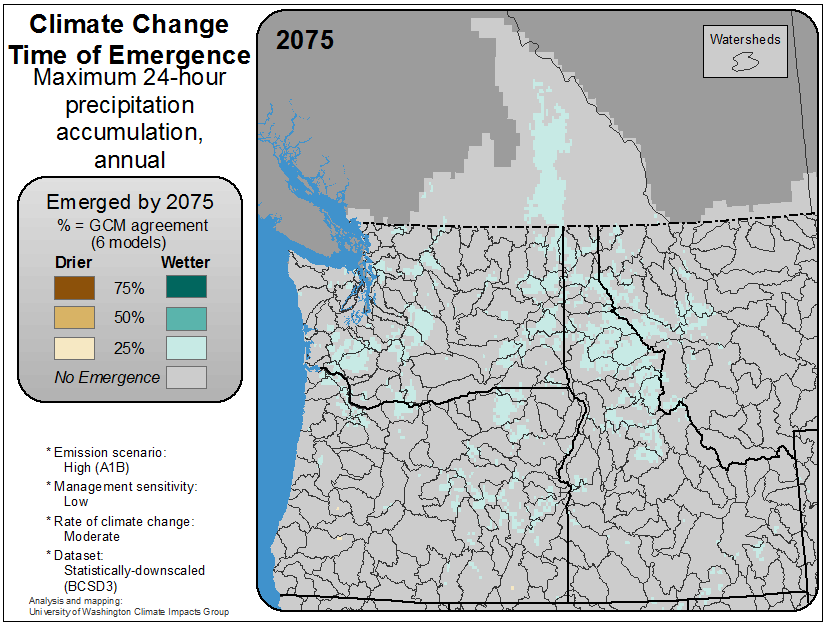 Climate Change
Time of Emergence
Maximum 24-hour
precipitation
accumulation,
annual
Emerged by 2075
% = GCM agreement
(6 models)
Drier Wetter
75%
50%
25%
No Emergence
* Emission scenario:
High (A1B)
* Management sensitivity:
Low
* Rate of climate change:
Moderate
* Dataset:
Statistically-downscaled
(BCSD3)
Analysis and mapping:
University of Washington Climate Impacts Group
2075
Watersheds